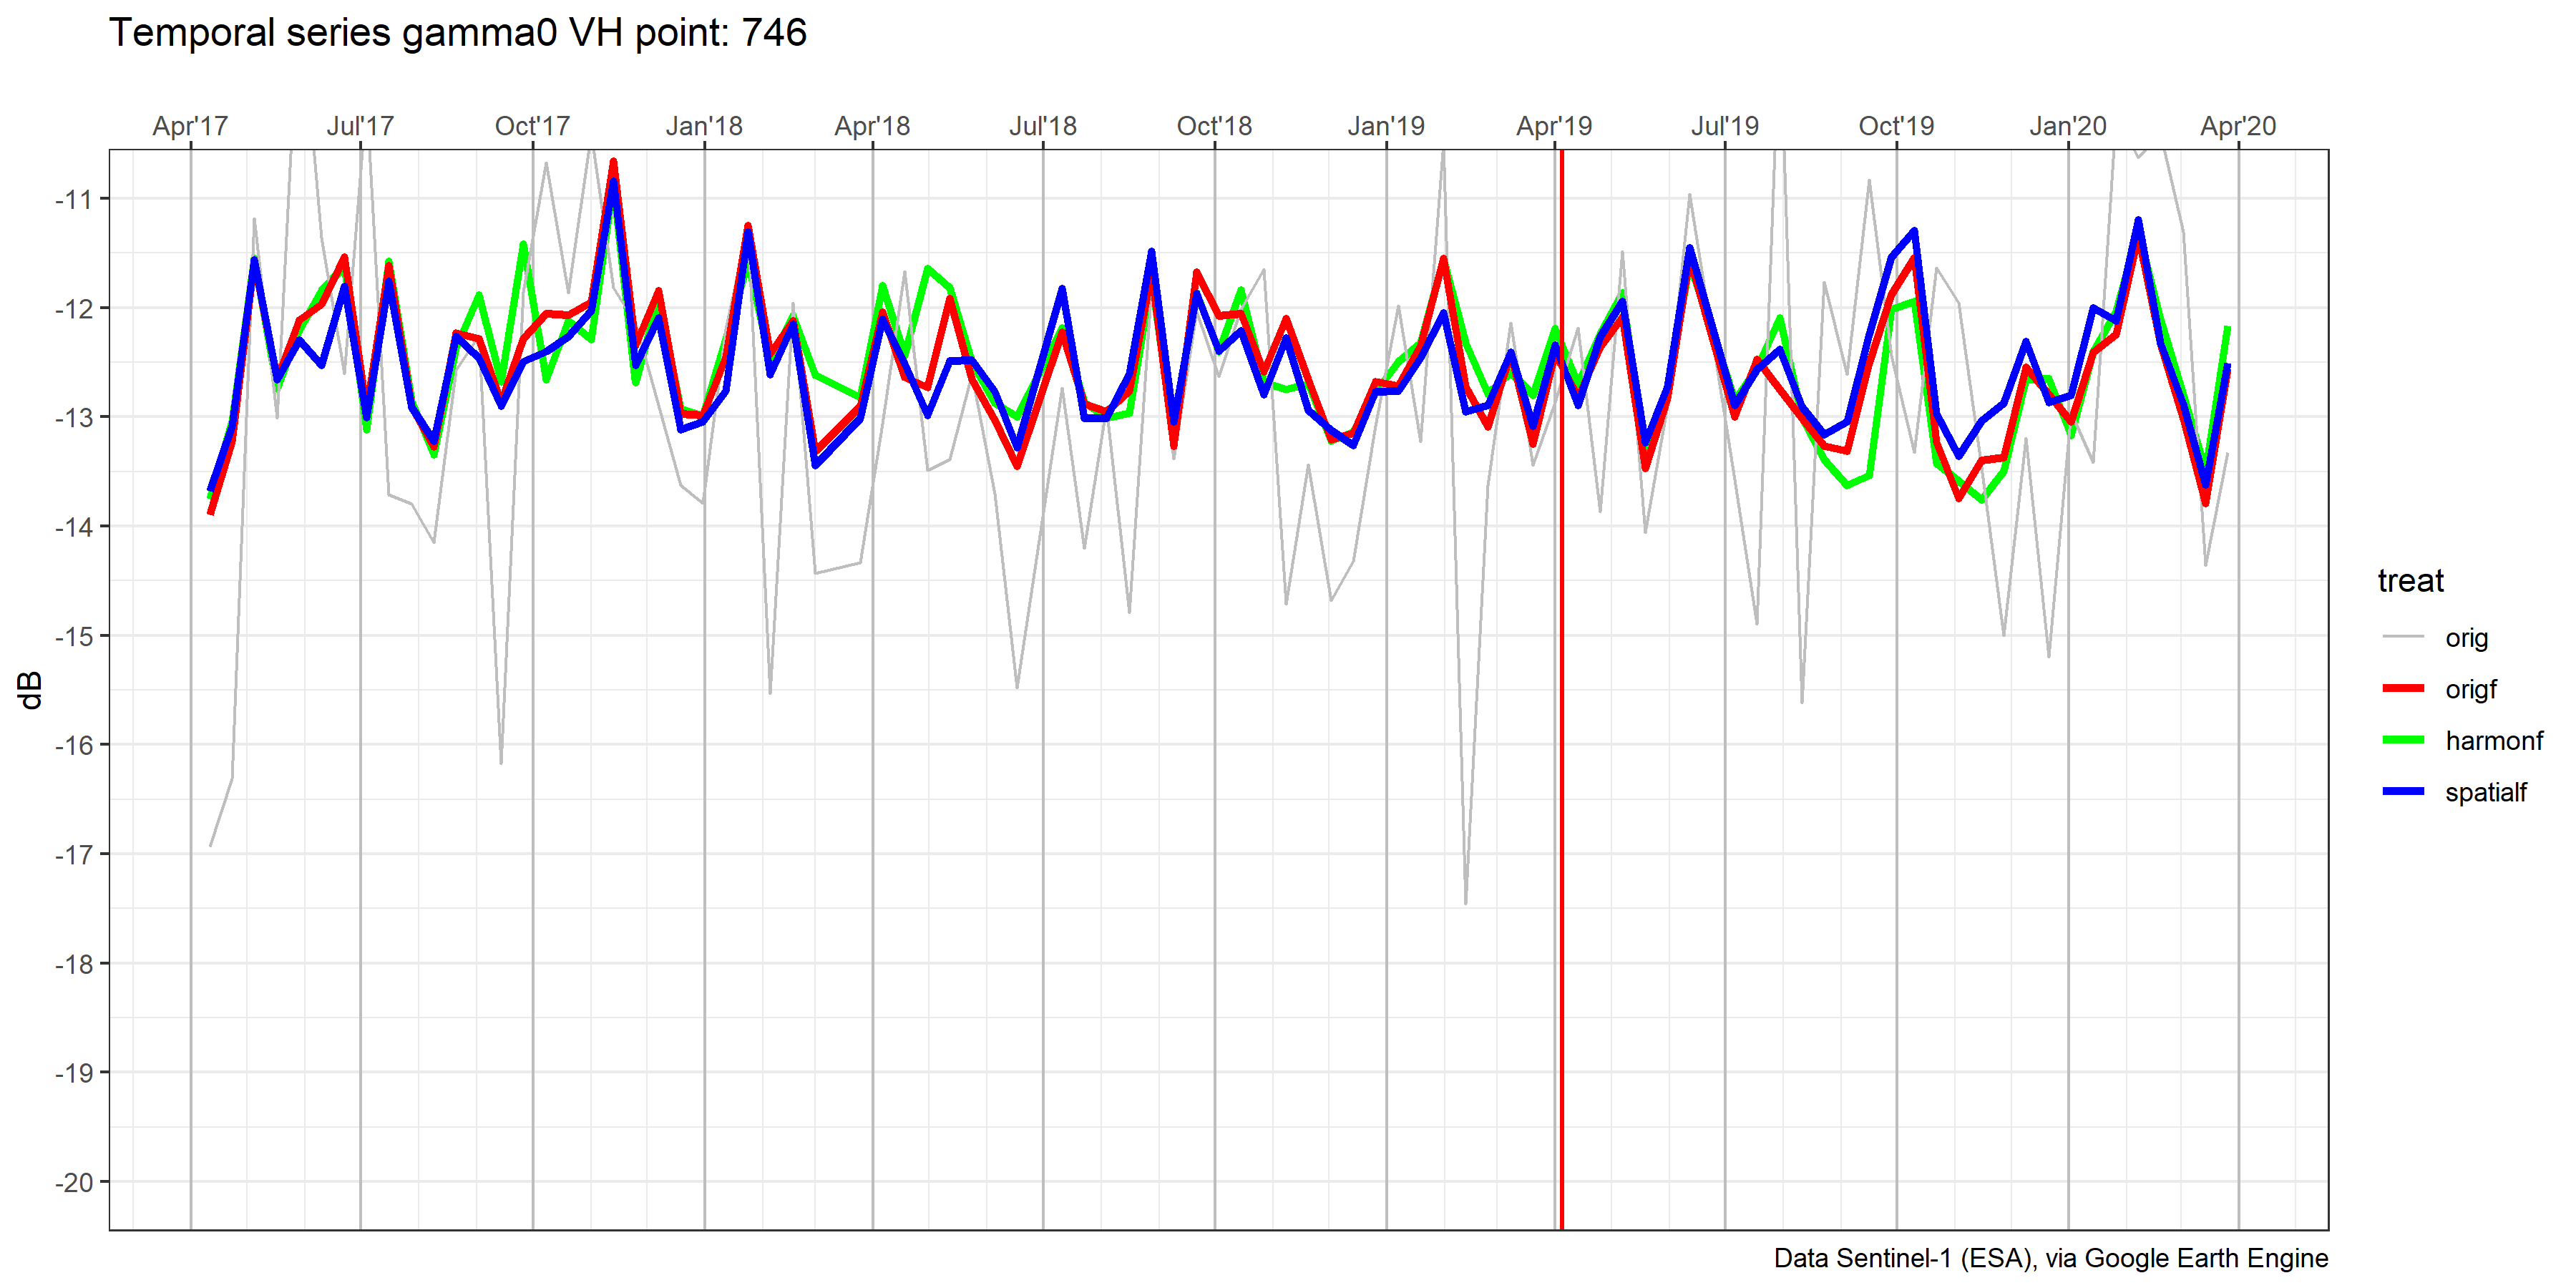 Temporal series gamma0 VH point: 746
Apr'17 Jul'17 Oct'17 Jan'18 Apr'18 Jul'18 Oct'18 Jan'19 Apr'19 Jul'19 Oct'19 Jan'20 Apr'20
-11
-12
-13
-14
-15
-16
-17
-18
-19
-20
dB
treat
orig
origf
harmonf
spatialf
Data Sentinel-1 (ESA), via Google Earth Engine